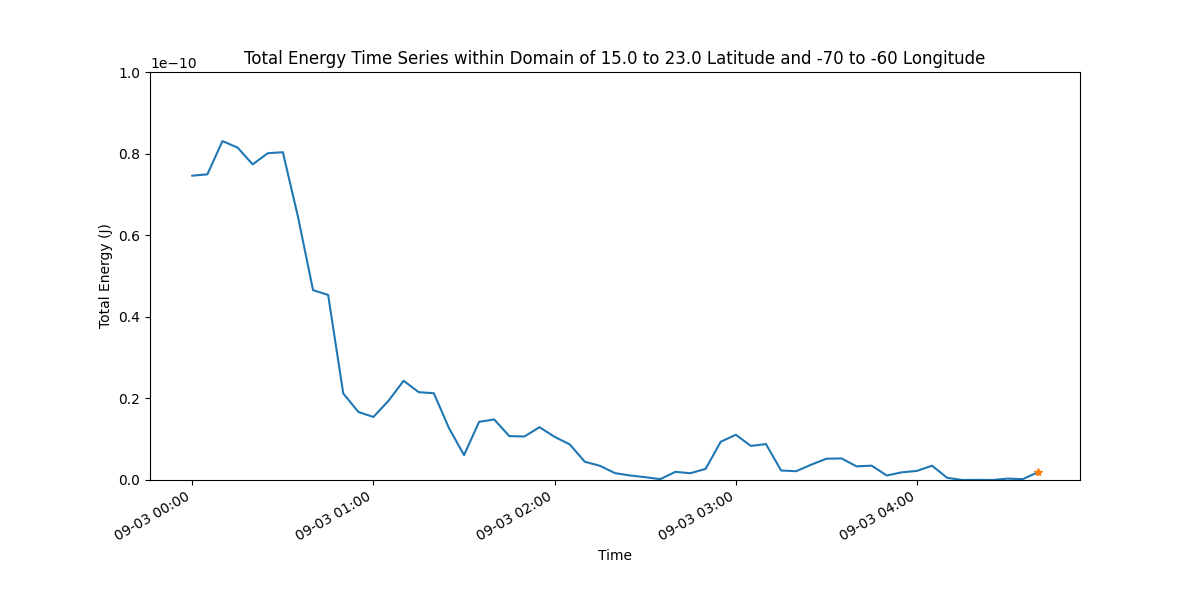 Total Energy Time Series within Domain of 15.0 to 23.0 Latitude and -70 to -60 Longitude
1e−10
1.0
0.8
0.6
0.4
0.2
0.0
Total Energy (J)
09-03 00:00
09-03 01:00
09-03 02:00
09-03 03:00
09-03 04:00
Time